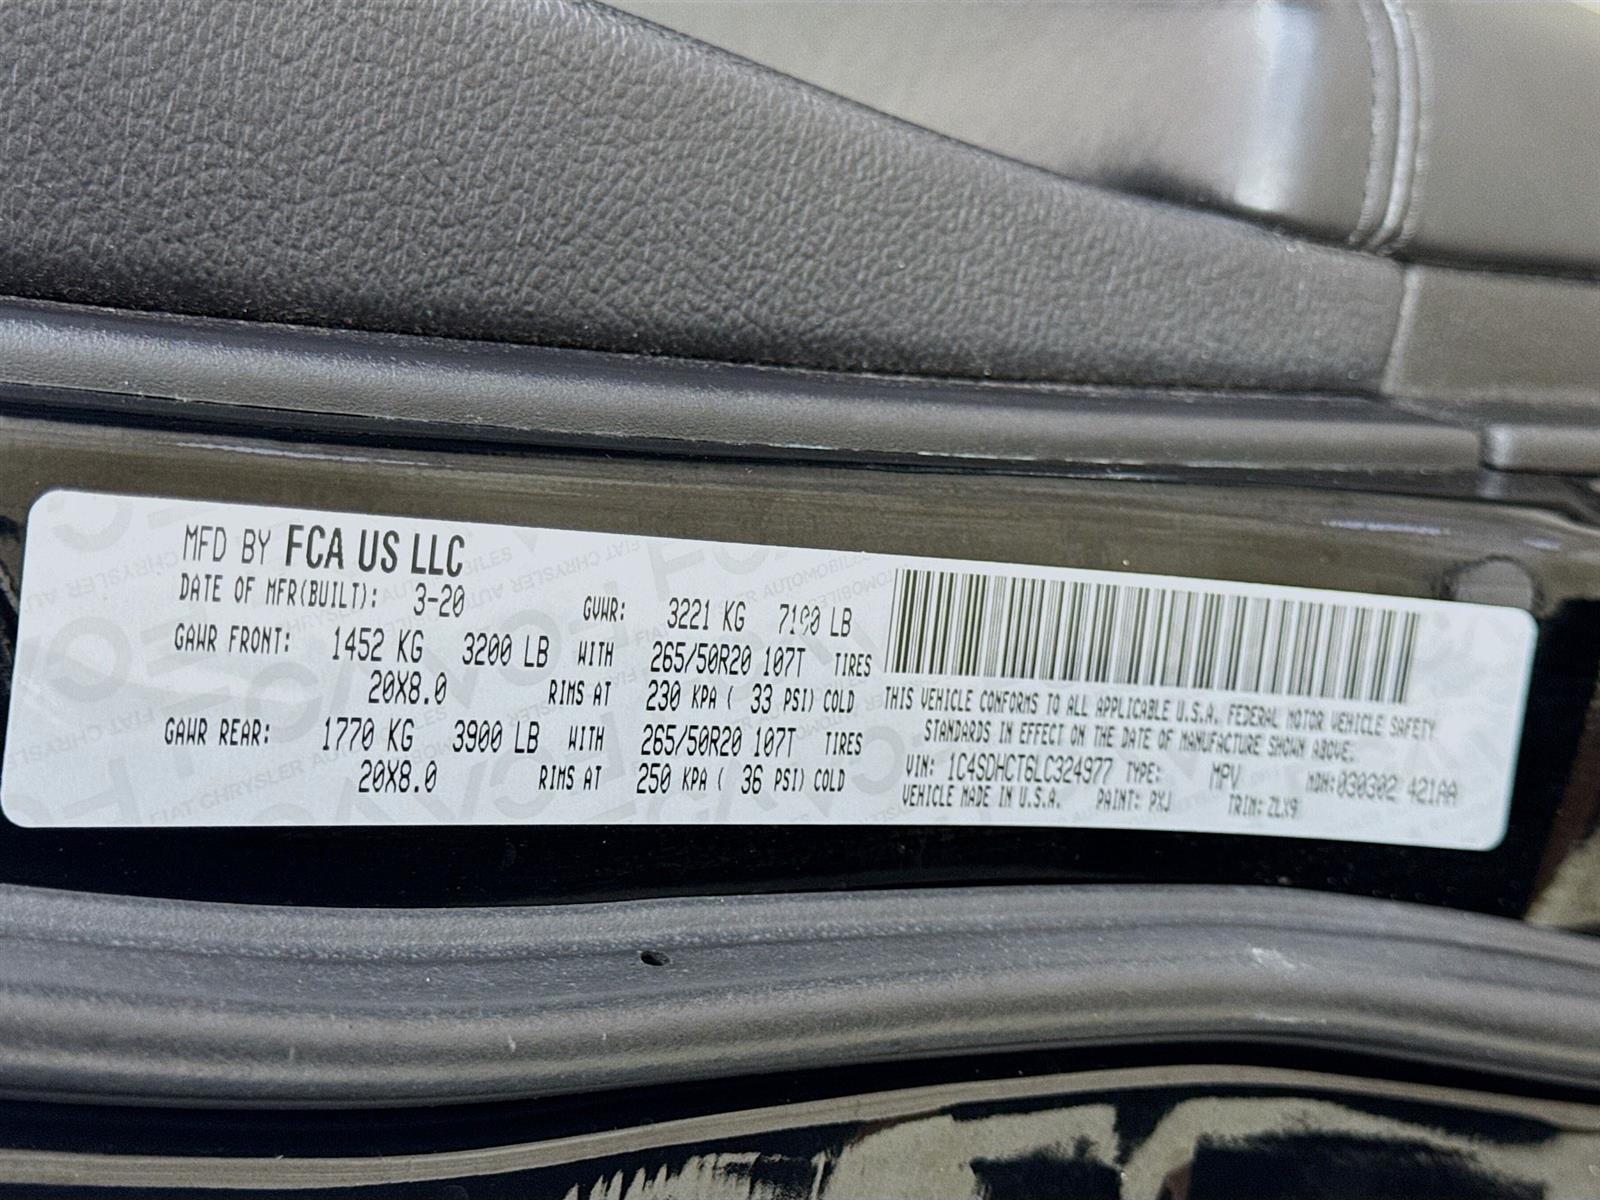 MFD BY FCA US LLC
DATE OF MFR(BUILT): 3-20 GVWR: 3221 KG 7100 LB
GAWR FRONT: 1452 KG 3200 LB WITH 265/50R20 107T TIRES
20X8.0 RIMS AT 230 KPA ( 33 PSI) COLD
GAWR REAR: 1770 KG 3900 LB WITH 265/50R20 107T TIRES
20X8.0 RIMS AT 250 KPA ( 36 PSI) COLD
THIS VEHICLE CONFORMS TO ALL APPLICABLE U.S.A. FEDERAL MOTOR VEHICLE SAFETY
STANDARDS IN EFFECT ON THE DATE OF MANUFACTURE SHOWN ABOVE:
VIN: 1C4SDHCT6LC324977 TYPE: MPV MDH: 030302 421AA
VEHICLE MADE IN U.S.A. PAINT: PXJ TRIM: ZLX9